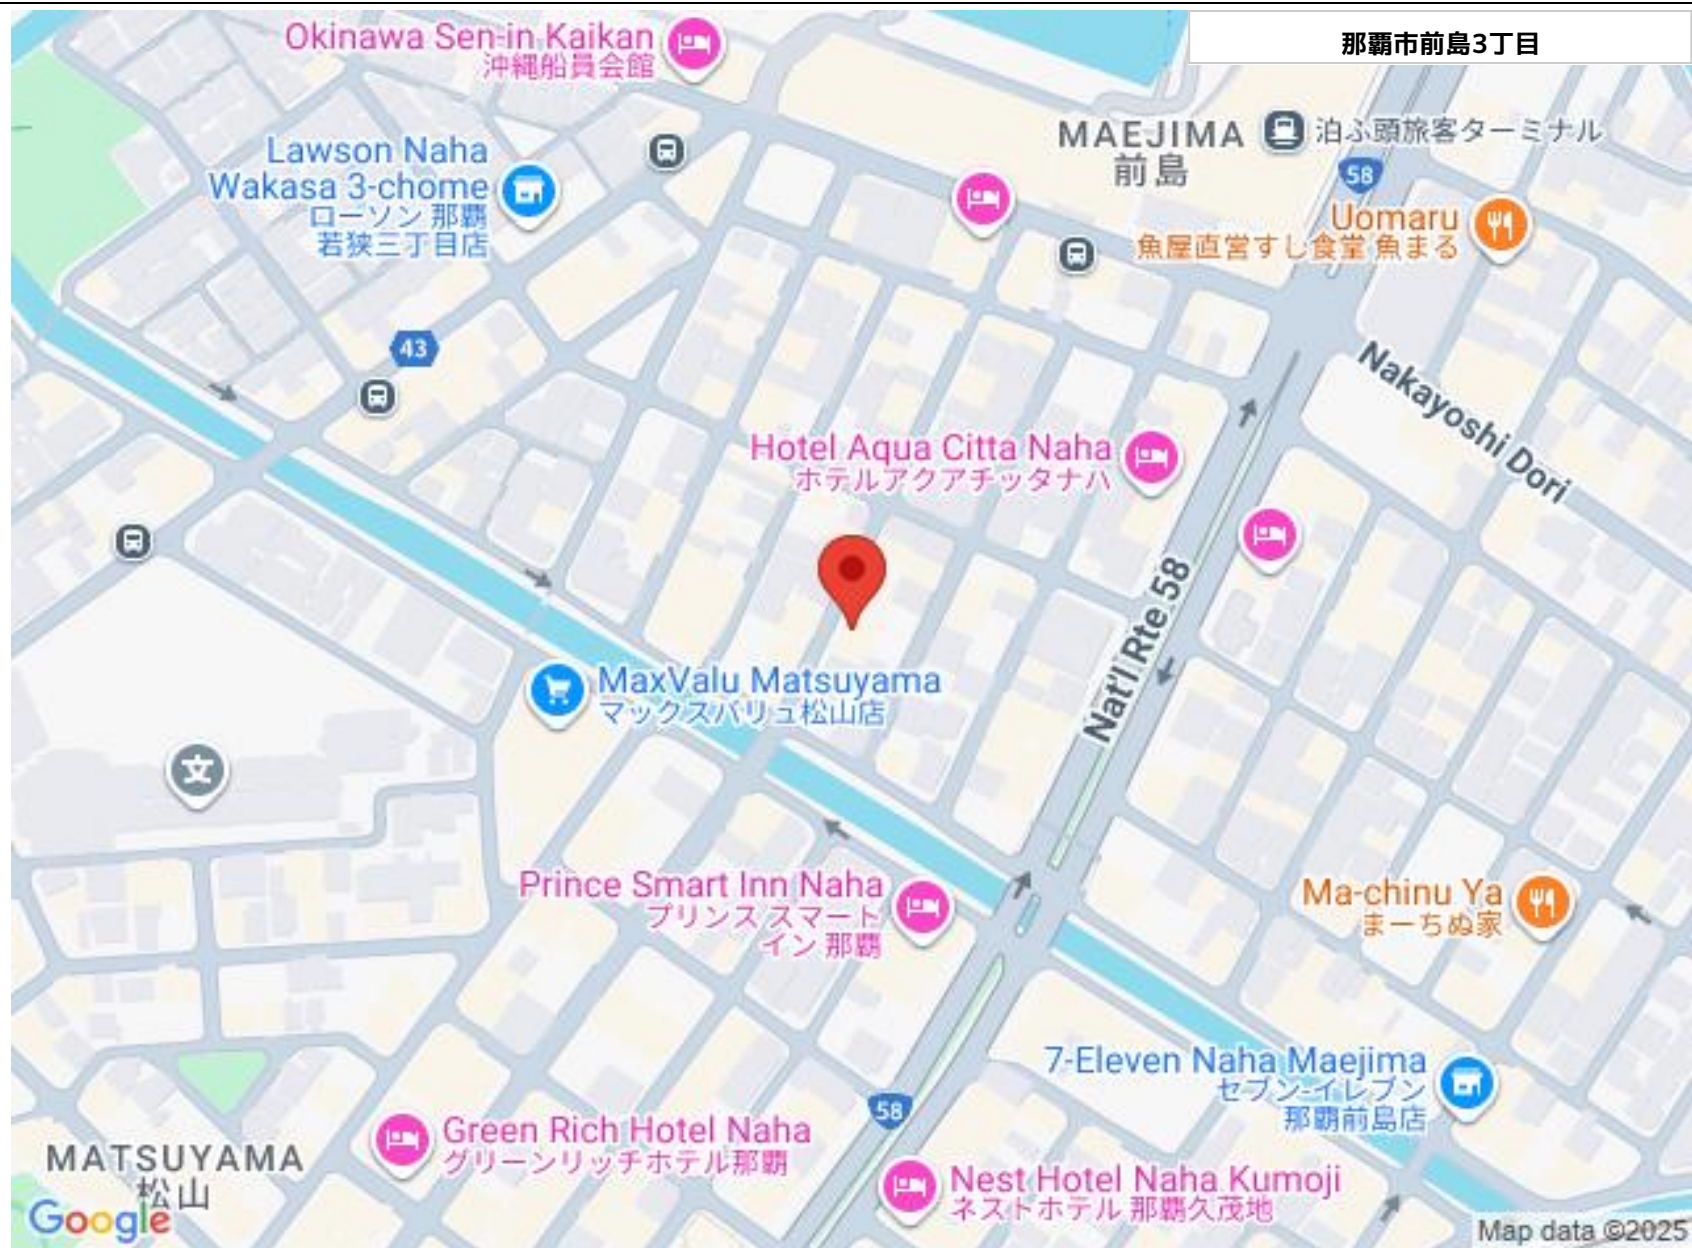 那覇市前島3丁目
Okinawa Sen-in Kaikan
沖縄船員会館
MAEJIMA
前島
泊ふ頭旅客ターミナル
58
Lawson Naha
Wakasa 3-chome
ローソン 那覇
若狭三丁目店
Uomaru
魚屋直営すし食堂 魚まる
43
Nakayoshi Dori
Hotel Aqua Citta Naha
ホテルアクアチッタナハ
Nat'l Rte 58
MaxValu Matsuyama
マックスバリュ松山店
文
Prince Smart Inn Naha
プリンス スマート
イン 那覇
Ma-chinu Ya
まーちぬ家
7-Eleven Naha Maejima
セブン-イレブン
那覇前島店
58
Green Rich Hotel Naha
グリーンリッチホテル那覇
MATSUYAMA
松山
Nest Hotel Naha Kumoji
ネストホテル 那覇久茂地
Google
Map data ©2025